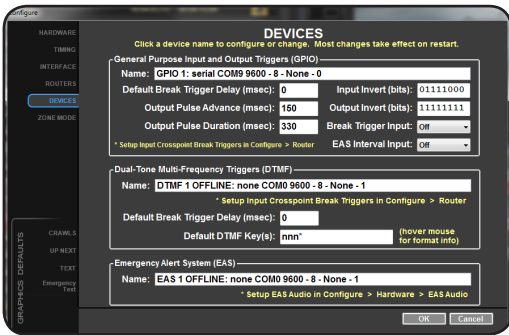 onfigure
HARDWARE
TIMING
INTERFACE
ROUTERS
DEVICES
ZONE MODE
GRAPHICS DEFAULTS
CRAWLS
UP NEXT
TEXT
Emergency
Text
DEVICES
Click a device name to configure or change. Most changes take effect on restart.
General Purpose Input and Output Triggers (GPIO)
Name: GPIO 1: serial COM9 9600 - 8 - None - 0
Default Break Trigger Delay (msec): 0 Input Invert (bits): 01111000
Output Pulse Advance (msec): 150 Output Invert (bits): 11111111
Output Pulse Duration (msec): 330 Break Trigger Input: Off
* Setup Input Crosspoint Break Triggers in Configure > Router EAS Interval Input: Off
Dual-Tone Multi-Frequency Triggers (DTMF)
Name: DTMF 1 OFFLINE: none COM0 9600 - 8 - None - 1
* Setup Input Crosspoint Break Triggers in Configure > Router
Default Break Trigger Delay (msec): 0
Default DTMF Key(s): nnn* (hover mouse
for format info)
Emergency Alert System (EAS)
Name: EAS 1 OFFLINE: none COM0 9600 - 8 - None - 1
* Setup EAS Audio in Configure > Hardware > EAS Audio
OK Cancel